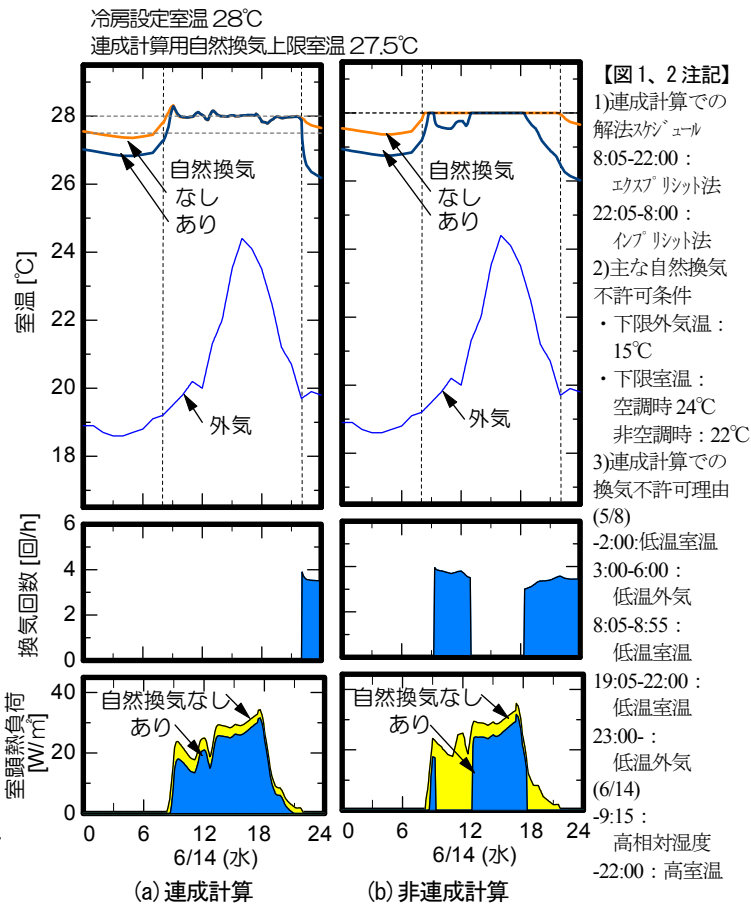 冷房設定室温 28℃
連成計算用自然換気上限室温 27.5℃
室温 [℃]
28
26
24
22
20
18
自然換気
なし
あり
外気
自然換気
なし
あり
外気
換気回数 [回/h]
6
4
2
0
室顕熱負荷
[W/㎡]
40
20
0
自然換気なし
あり
自然換気なし
あり
0 6 12 18 24
6/14 (水)
0 6 12 18 24
6/14 (水)
(a) 連成計算
(b) 非連成計算
【図1、2 注記】
1)連成計算での
解法スケジュール
8:05-22:00：
エクスプリシット法
22:05-8:00：
インプリシット法
2)主な自然換気
不許可条件
・下限外気温：
15℃
・下限室温：
空調時 24℃
非空調時：22℃
3)連成計算での
換気不許可理由
(5/8)
-2:00:低温室温
3:00-6:00：
低温外気
8:05-8:55：
低温室温
19:05-22:00：
低温室温
23:00-：
低温外気
(6/14)
-9:15：
高相対湿度
-22:00：高室温